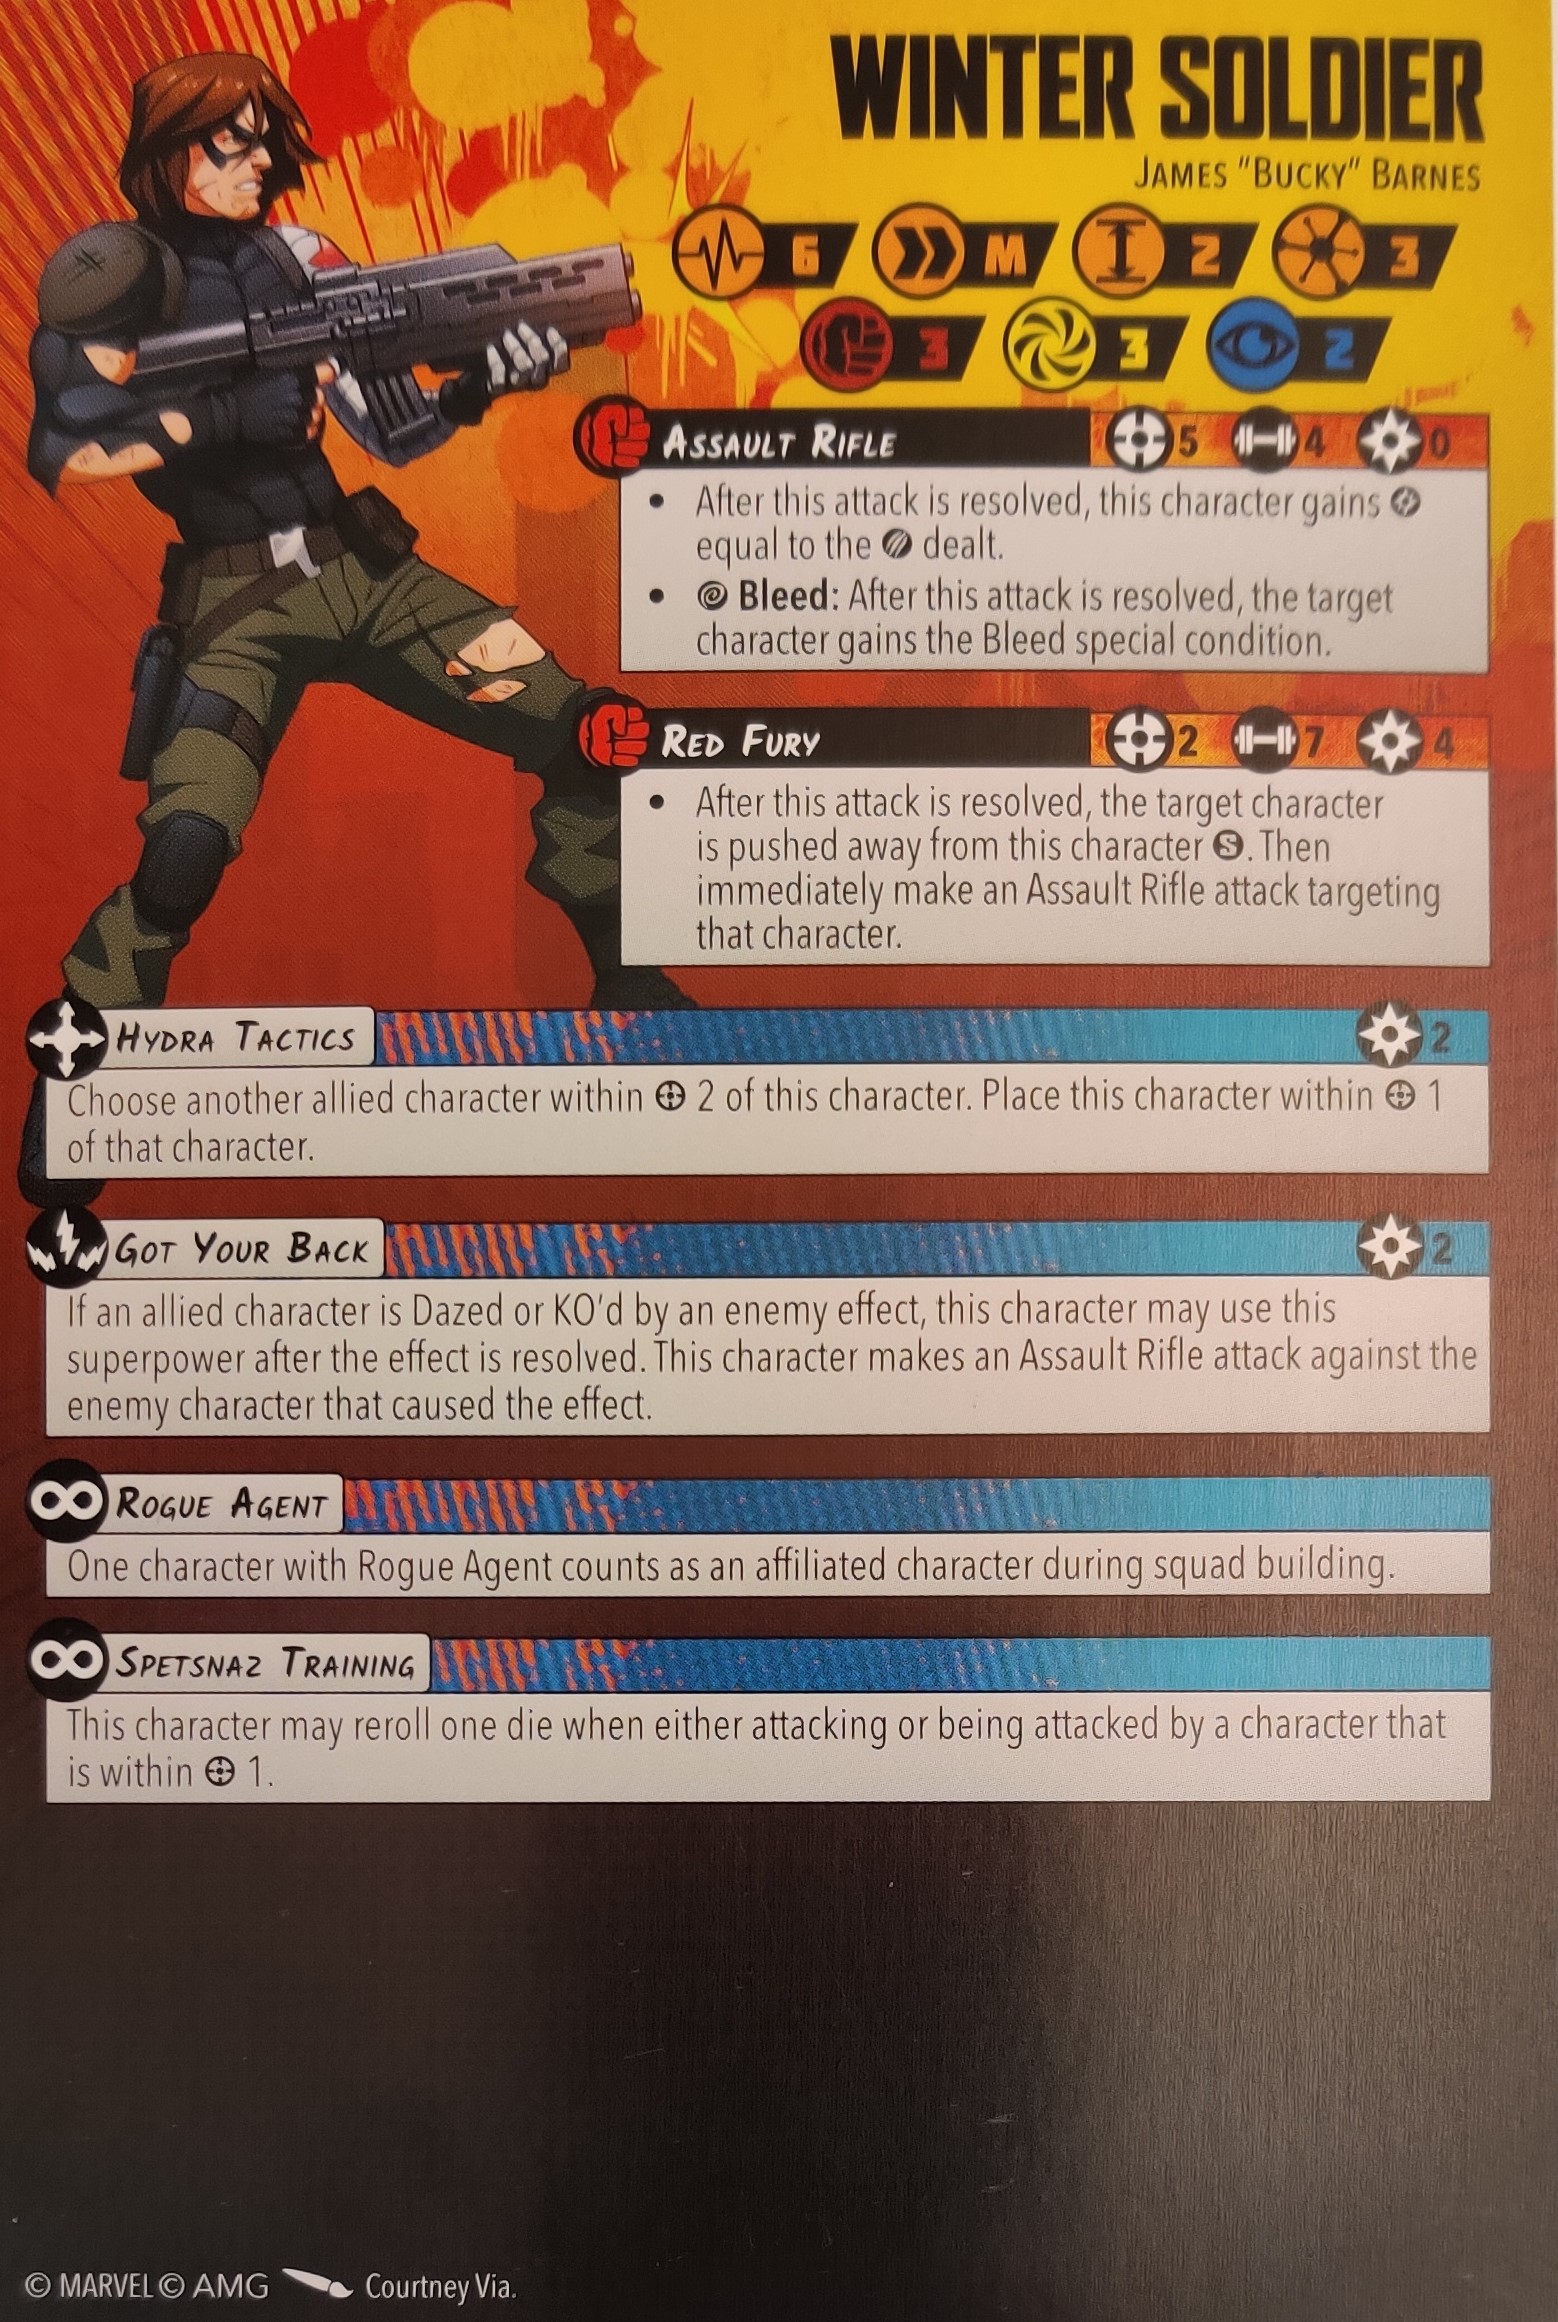 WINTER SOLDIER
JAMES "BUCKY" BARNES
6 M 2 3
3 3 2
ASSAULT RIFLE 5 4 0
• After this attack is resolved, this character gains
equal to the dealt.
• Bleed: After this attack is resolved, the target
character gains the Bleed special condition.
RED FURY 2 7 4
• After this attack is resolved, the target character
is pushed away from this character S. Then
immediately make an Assault Rifle attack targeting
that character.
HYDRA TACTICS 2
Choose another allied character within 2 of this character. Place this character within 1
of that character.
GOT YOUR BACK 2
If an allied character is Dazed or KO'd by an enemy effect, this character may use this
superpower after the effect is resolved. This character makes an Assault Rifle attack against the
enemy character that caused the effect.
ROGUE AGENT
One character with Rogue Agent counts as an affiliated character during squad building.
SPETSNAZ TRAINING
This character may reroll one die when either attacking or being attacked by a character that
is within 1.
© MARVEL © AMG Courtney Via.